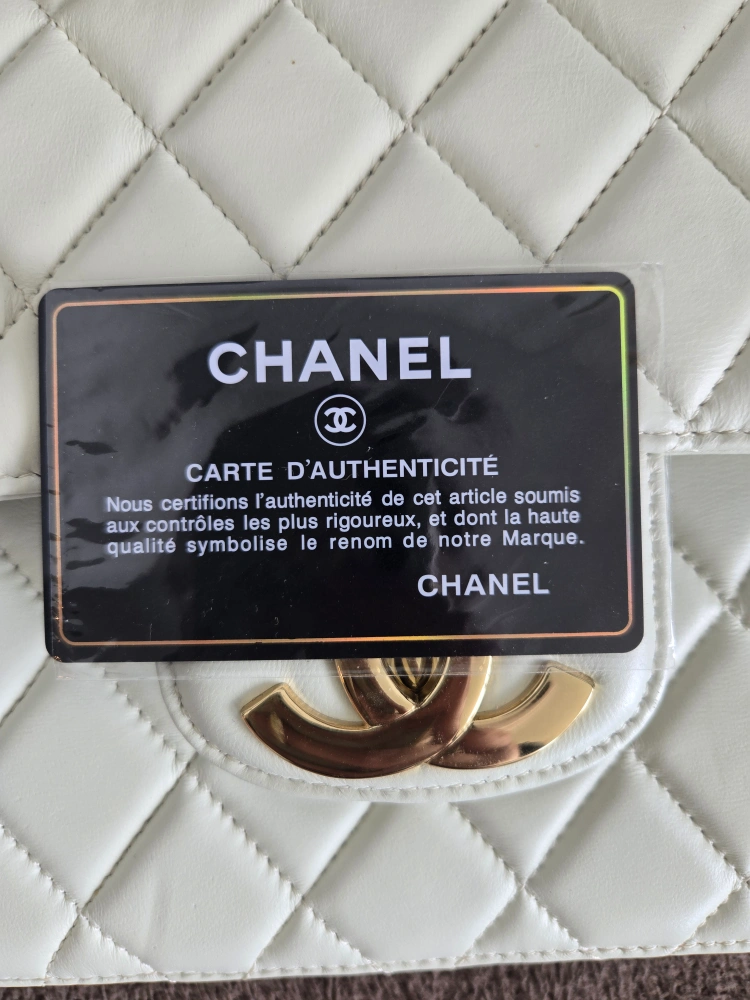 CHANEL
CARTE D'AUTHENTICITÉ
Nous certifions l'authenticité de cet article soumis
aux contrôles les plus rigoureux, et dont la haute
qualité symbolise le renom de notre Marque.
CHANEL